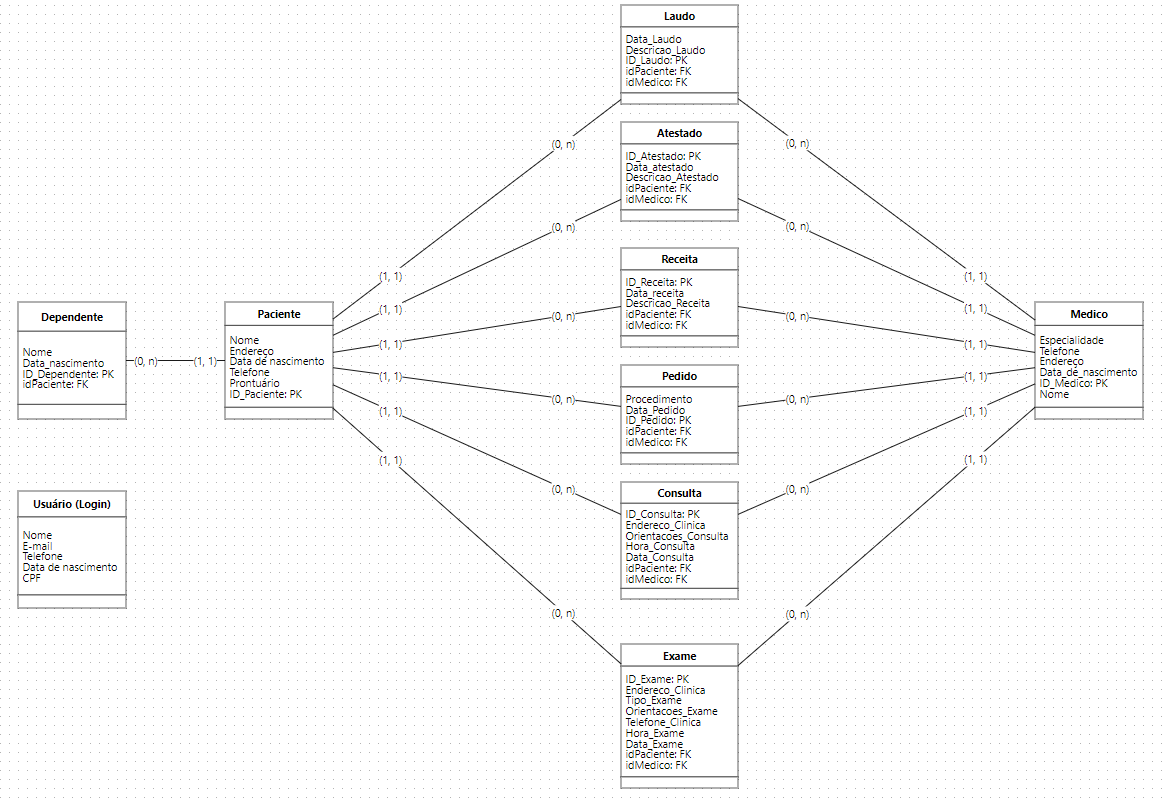 Laudo
Data_Laudo
Descricao_Laudo
ID_Laudo: PK
idPaciente: FK
idMedico: FK
(0, n)
(0, n)
Atestado
ID_Atestado: PK
Data_atestado
Descricao_Atestado
idPaciente: FK
idMedico: FK
(0, n)
(0, n)
Receita
ID_Receita: PK
Data_receita
Descricao_Receita
idPaciente: FK
idMedico: FK
(1, 1)
(1, 1)
(1, 1)
(1, 1)
(0, n)
(0, n)
(1, 1)
(1, 1)
Dependente
Nome
Data_nascimento
ID_Dependente: PK
idPaciente: FK
(0, n)
(1, 1)
Paciente
Nome
Endereço
Data de nascimento
Telefone
Prontuário
ID_Paciente: PK
Medico
Especialidade
Telefone
Endereço
Data_de_nascimento
ID_Medico: PK
Nome
Pedido
Procedimento
Data_Pedido
ID_Pedido: PK
idPaciente: FK
idMedico: FK
(1, 1)
(1, 1)
(0, n)
(0, n)
(1, 1)
(1, 1)
(1, 1)
(1, 1)
Consulta
ID_Consulta: PK
Endereco_Clinica
Orientacoes_Consulta
Hora_Consulta
Data_Consulta
idPaciente: FK
idMedico: FK
(0, n)
(0, n)
Usuário (Login)
Nome
E-mail
Telefone
Data de nascimento
CPF
(0, n)
(0, n)
Exame
ID_Exame: PK
Endereco_Clinica
Tipo_Exame
Orientacoes_Exame
Telefone_Clinica
Hora_Exame
Data_Exame
idPaciente: FK
idMedico: FK